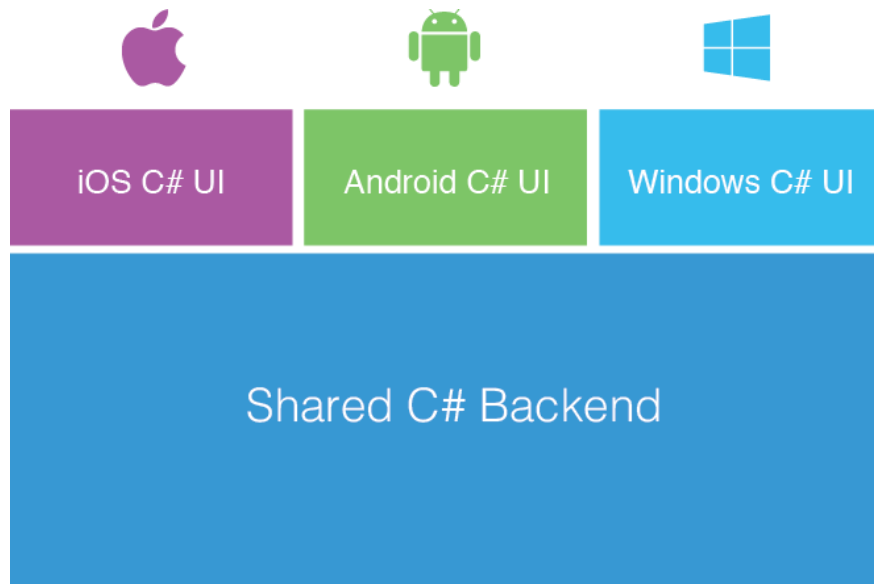 iOS C# UI
Android C# UI
Windows C# UI
Shared C# Backend